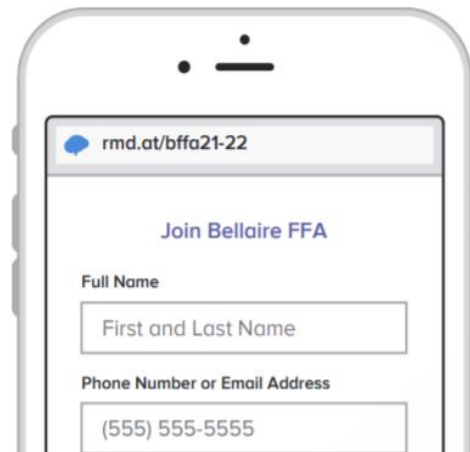 rmd.at/bffa21-22
Join Bellaire FFA
Full Name
First and Last Name
Phone Number or Email Address
(555) 555-5555